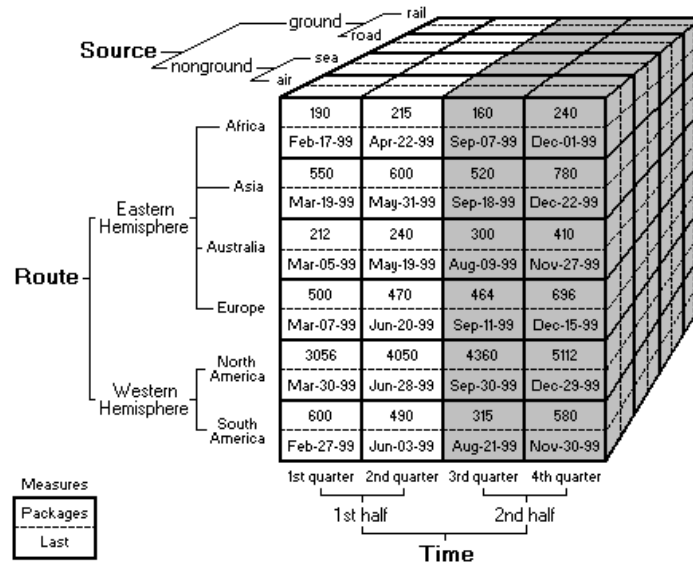 ground
rail
road
Source
nonground
sea
air
Africa
190 215 160 240
Feb-17-99 Apr-22-99 Sep-07-99 Dec-01-99
Asia
550 600 520 780
Mar-19-99 May-31-99 Sep-18-99 Dec-22-99
Eastern
Hemisphere
Australia
212 240 300 410
Mar-05-99 May-19-99 Aug-09-99 Nov-27-99
Route
Europe
500 470 464 696
Mar-07-99 Jun-20-99 Sep-11-99 Dec-15-99
Western
Hemisphere
North
America
3056 4050 4360 5112
Mar-30-99 Jun-28-99 Sep-30-99 Dec-29-99
South
America
600 490 315 580
Feb-27-99 Jun-03-99 Aug-21-99 Nov-30-99
1st quarter 2nd quarter 3rd quarter 4th quarter
1st half 2nd half
Time
Measures
Packages
Last